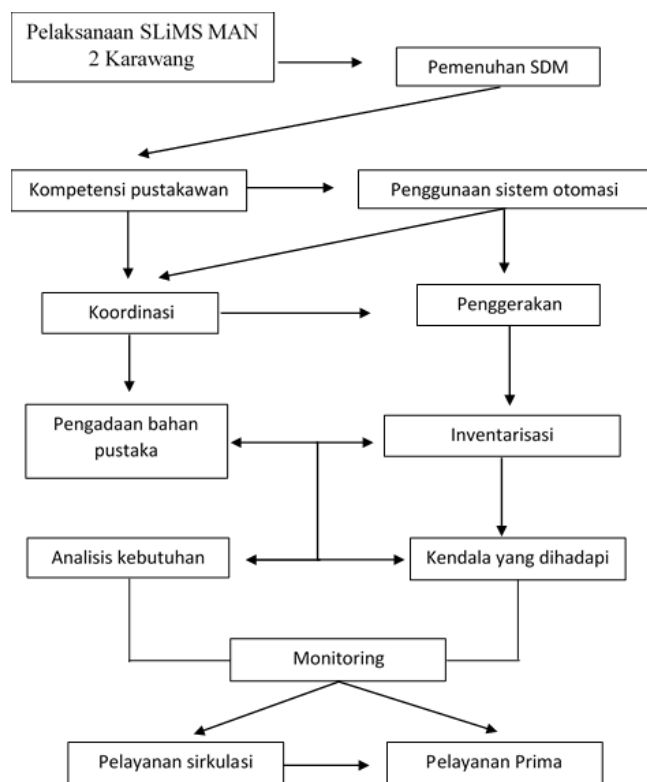 Pelaksanaan SLiMS MAN
2 Karawang
Pemenuhan SDM
Kompetensi pustakawan
Penggunaan sistem otomasi
Koordinasi
Penggerakan
Pengadaan bahan
pustaka
Inventarisasi
Analisis kebutuhan
Kendala yang dihadapi
Monitoring
Pelayanan sirkulasi
Pelayanan Prima